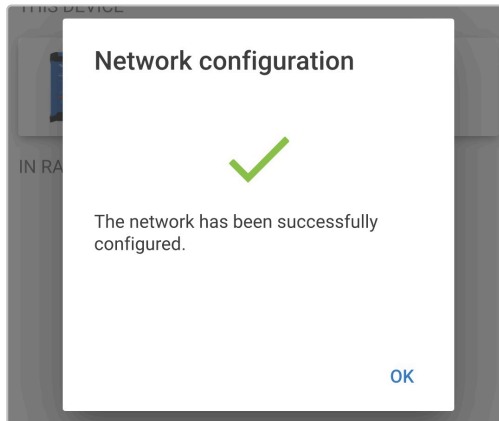 THIS DEVICE
Network configuration
IN RA
The network has been successfully
configured.
OK